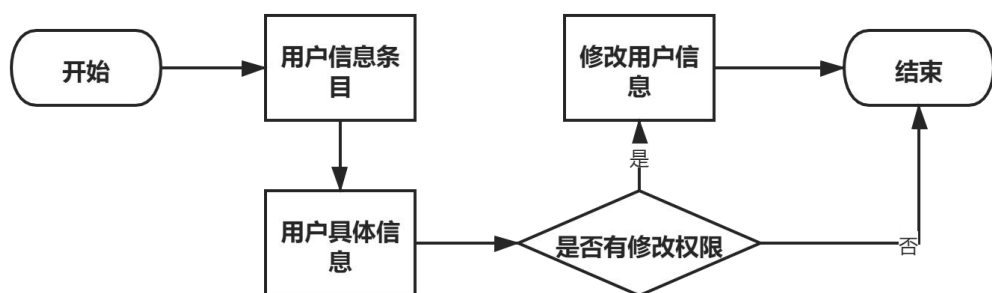 开始
用户信息条
目
修改用户信
息
结束
是
用户具体信
息
是否有修改权限
否